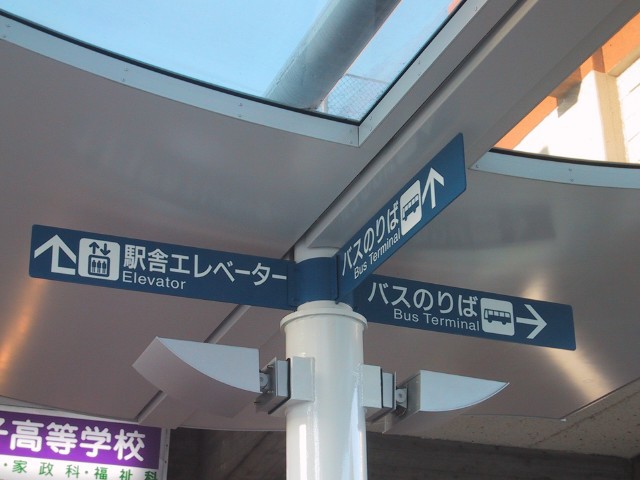 駅舎エレベーター
Elevator
バスのりば
Bus Terminal
バスのりば
Bus Terminal
子高等学校
・家政科・福祉科